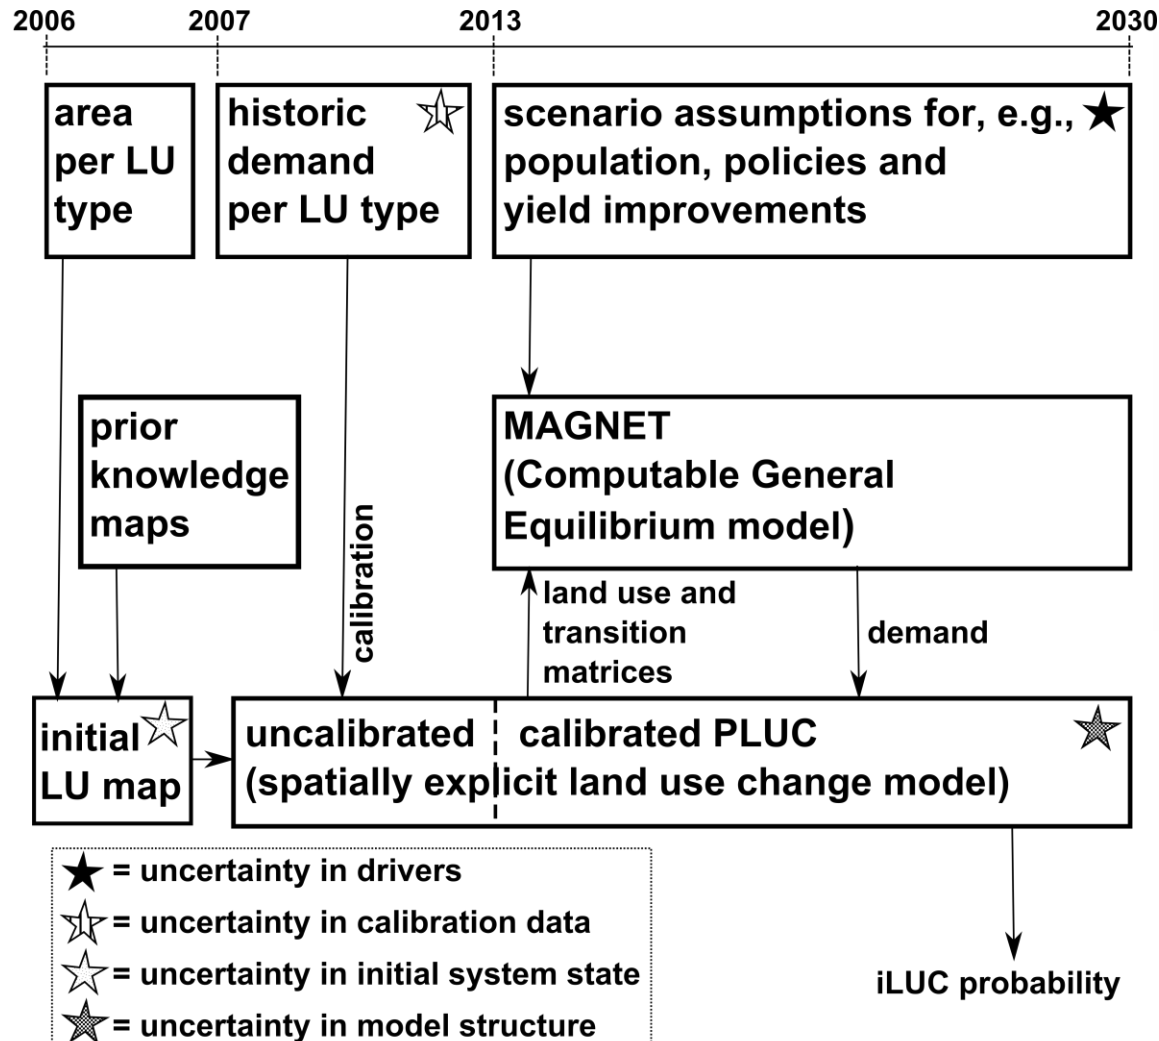 2006 2007 2013 2030
area
per LU
type
historic
demand
per LU type
scenario assumptions for, e.g.,
population, policies and
yield improvements
prior
knowledge
maps
MAGNET
(Computable General
Equilibrium model)
calibration
land use and
transition
matrices
demand
initial
LU map
uncalibrated calibrated PLUC
(spatially explicit land use change model)
= uncertainty in drivers
= uncertainty in calibration data
= uncertainty in initial system state
= uncertainty in model structure
iLUC probability